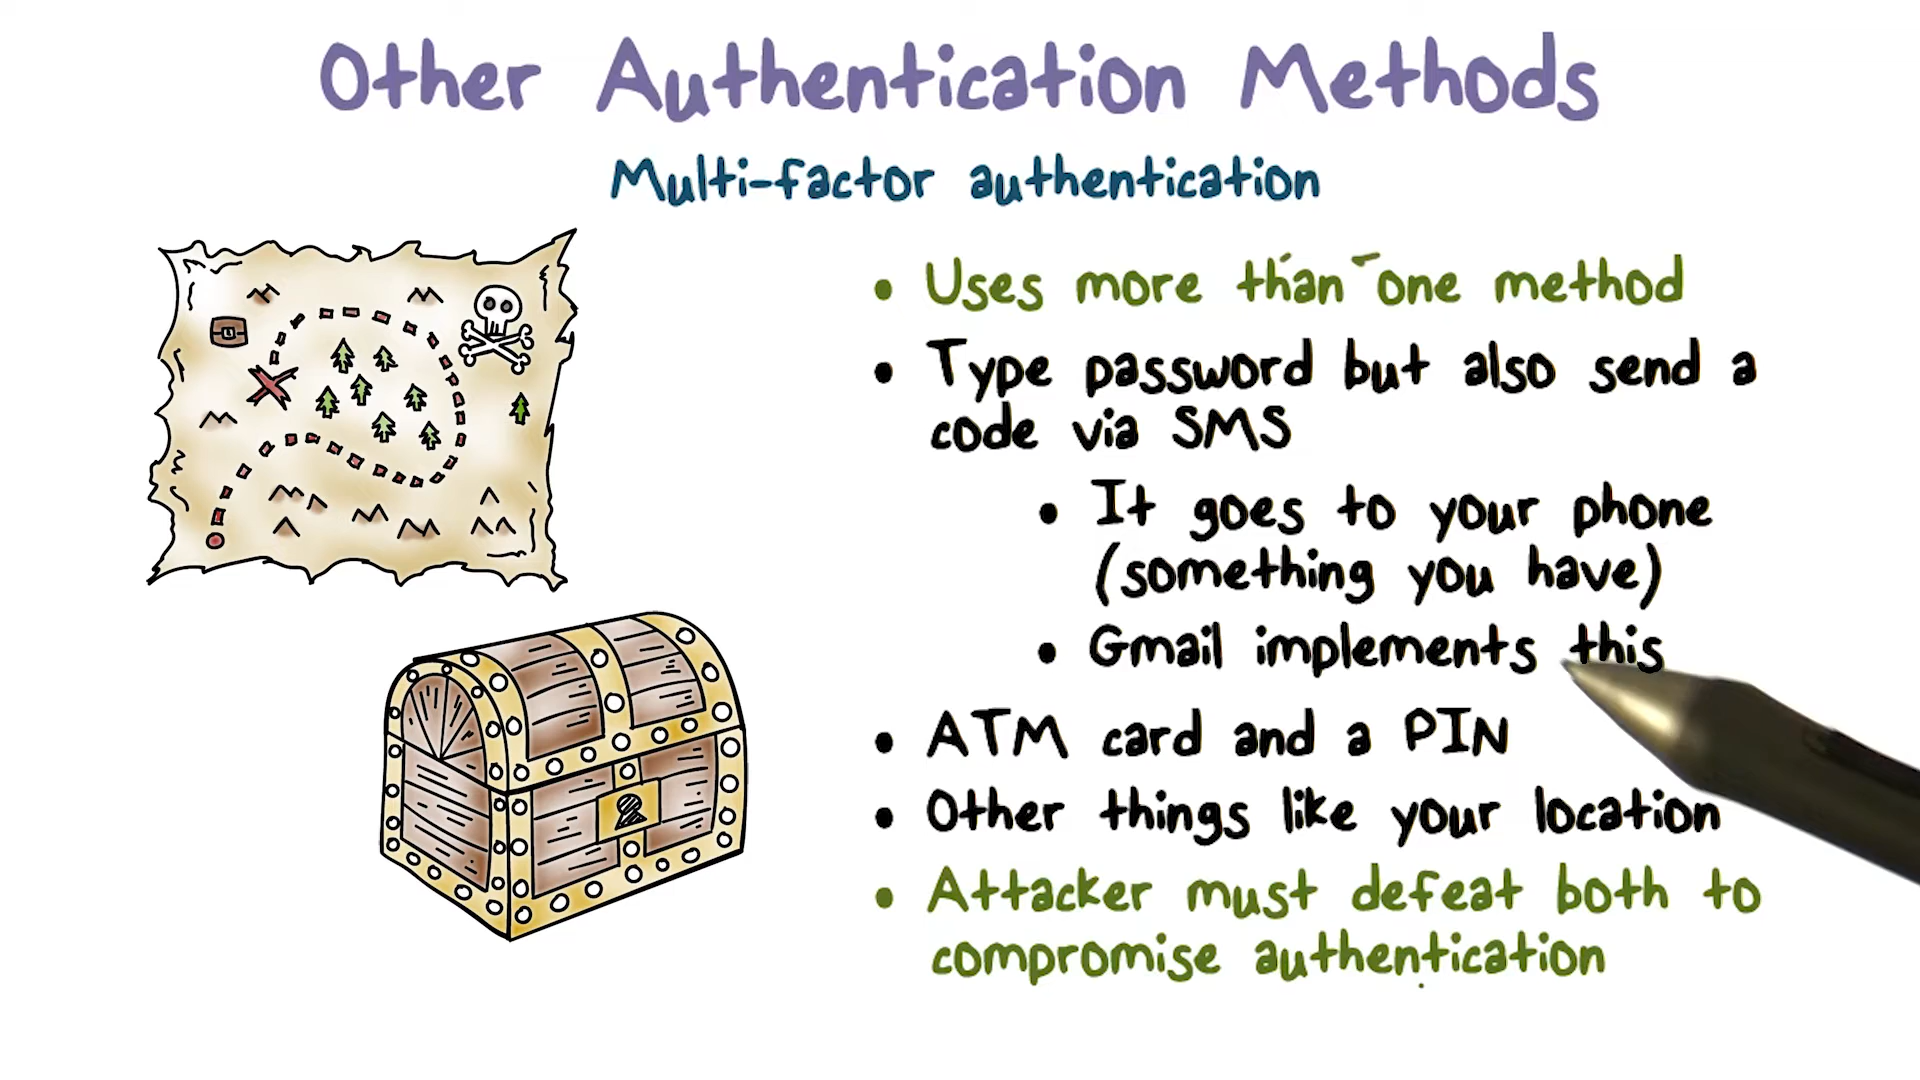 Other Authentication Methods
Multi-factor authentication
• Uses more than one method
• Type password but also send a
code via SMS
• It goes to your phone
(something you have)
• Gmail implements this
• ATM card and a PIN
• Other things like your location
• Attacker must defeat both to
compromise authentication